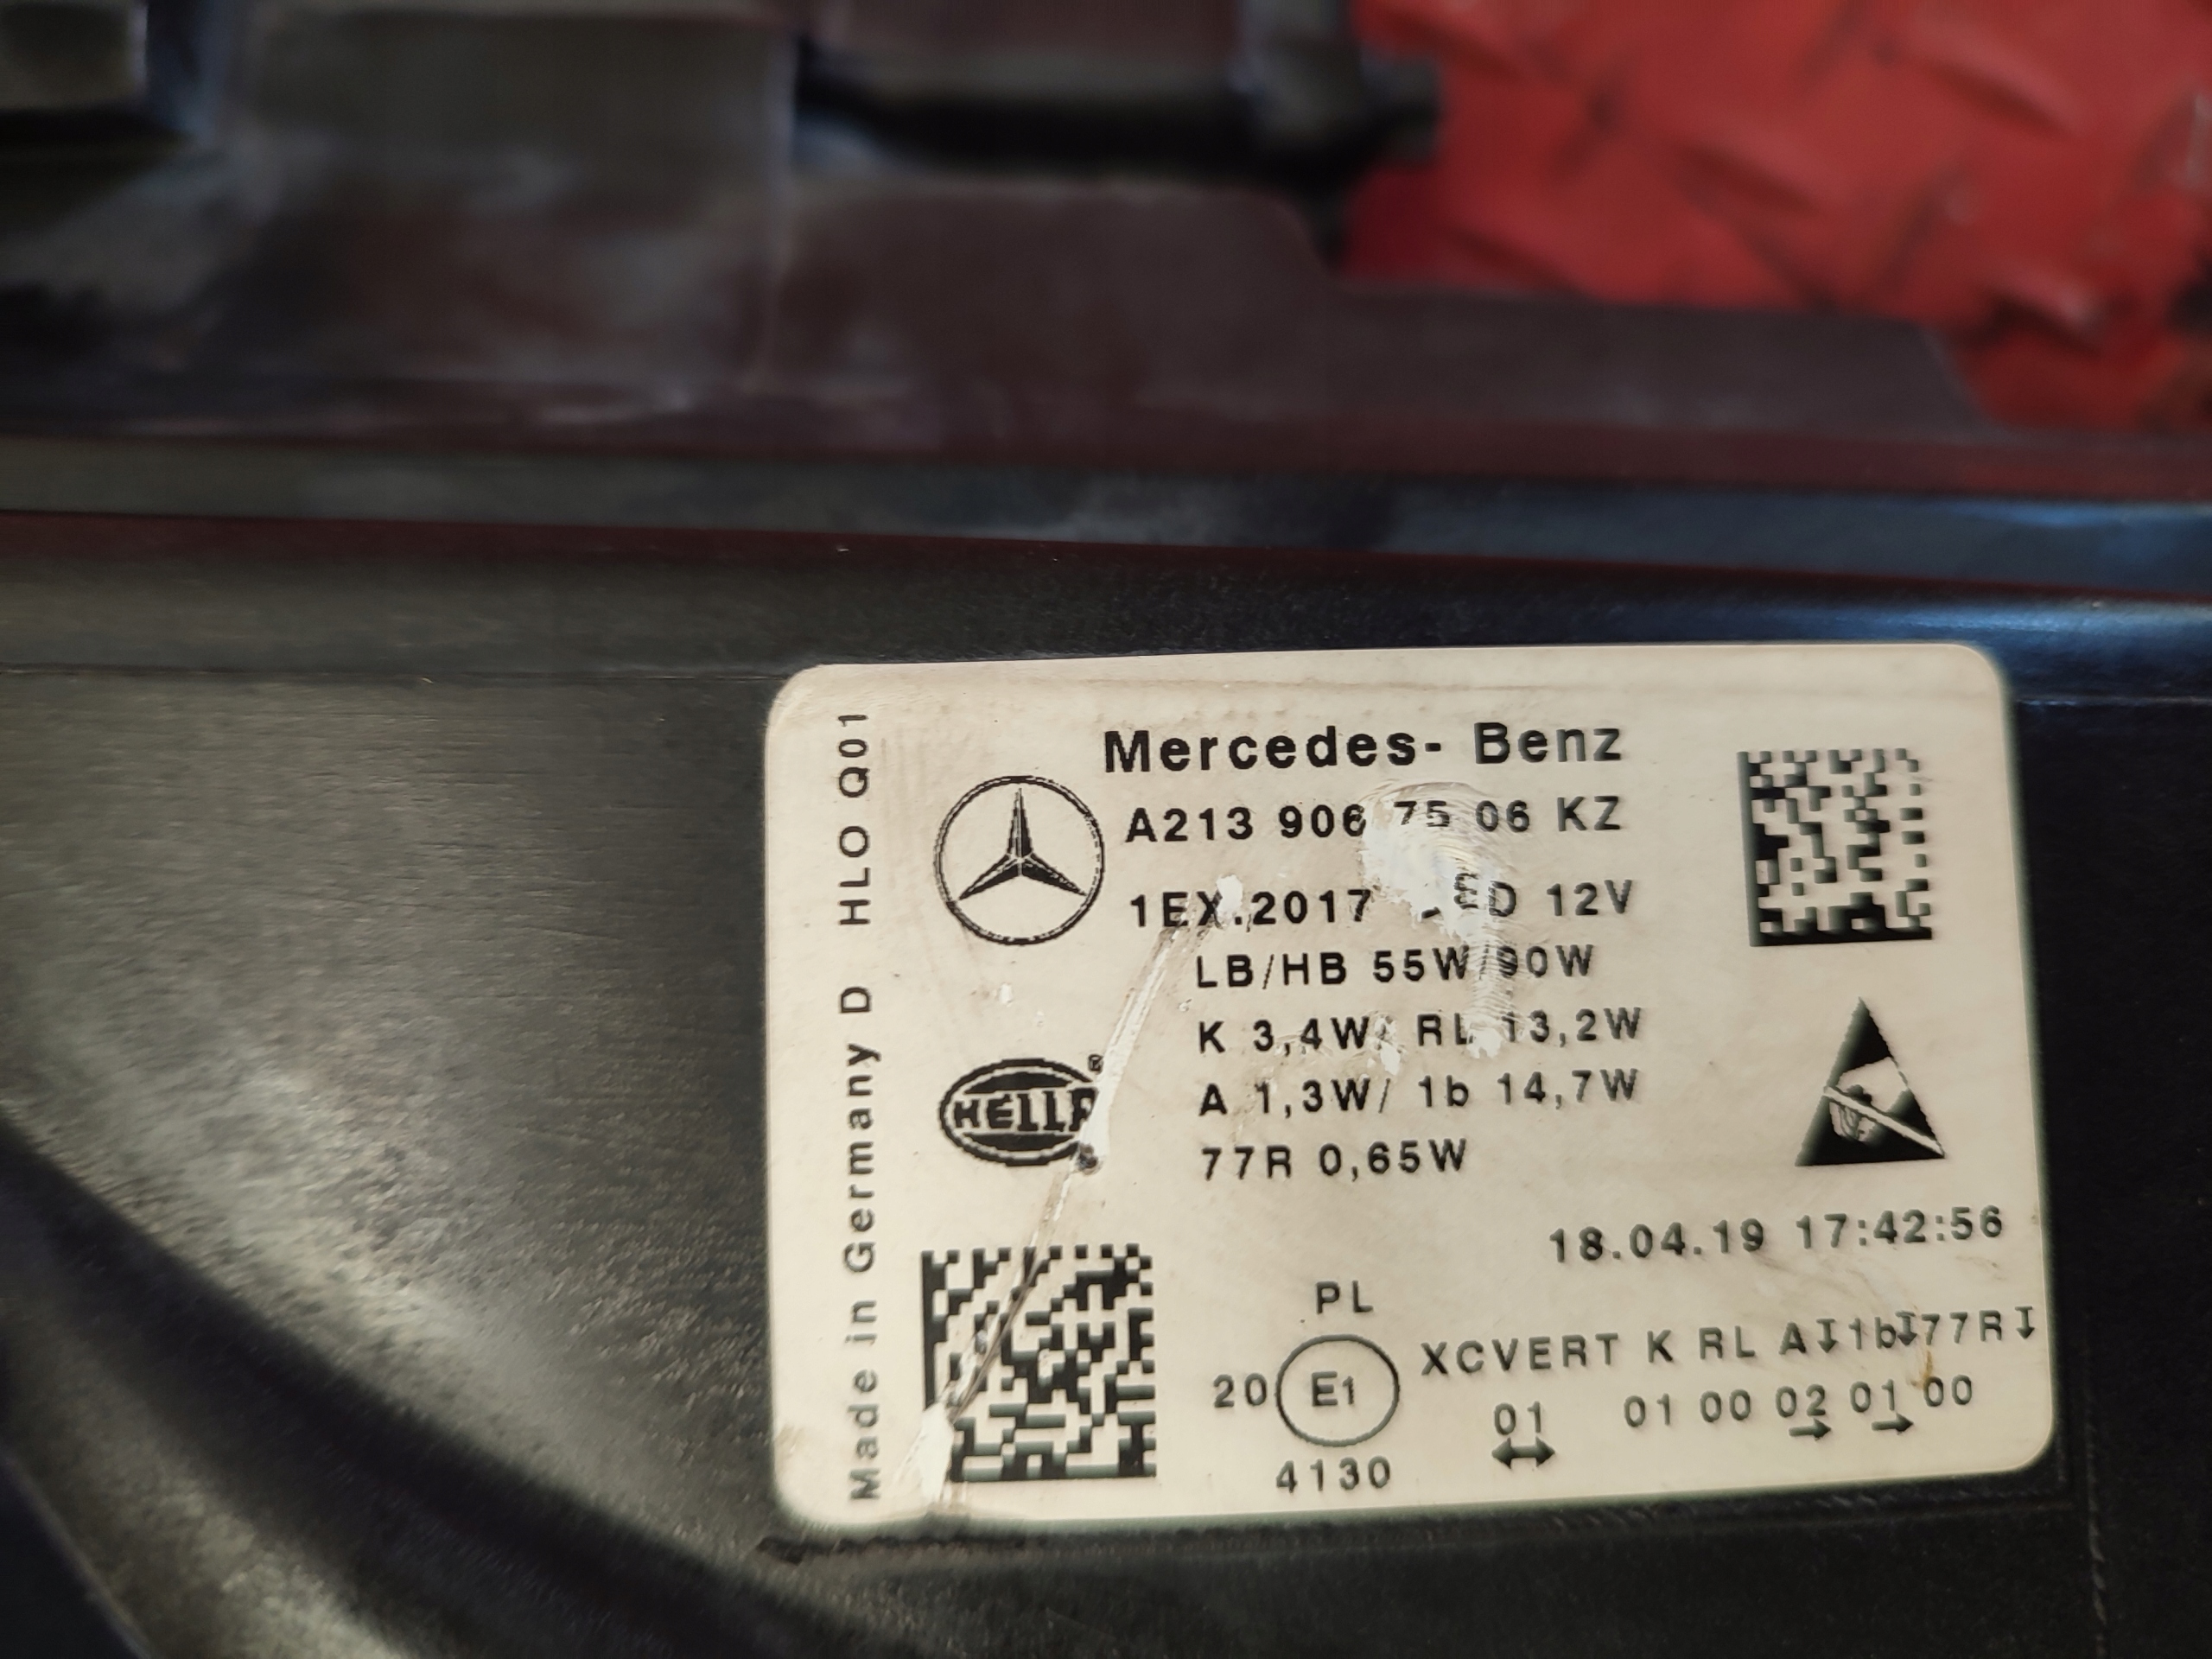 Mercedes- Benz
A213 906 75 06 KZ
1EX.2017 LED 12V
LB/HB 55W/90W
K 3,4W/ RL 13,2W
A 1,3W/ 1b 14,7W
77R 0,65W
HELLA®
Made in Germany D HLO Q01
18.04.19 17:42:56
PL
20 E1
4130
XCVERT K RL A↧1b↧77R↧
01 01 00 02 01 00
↔ → →